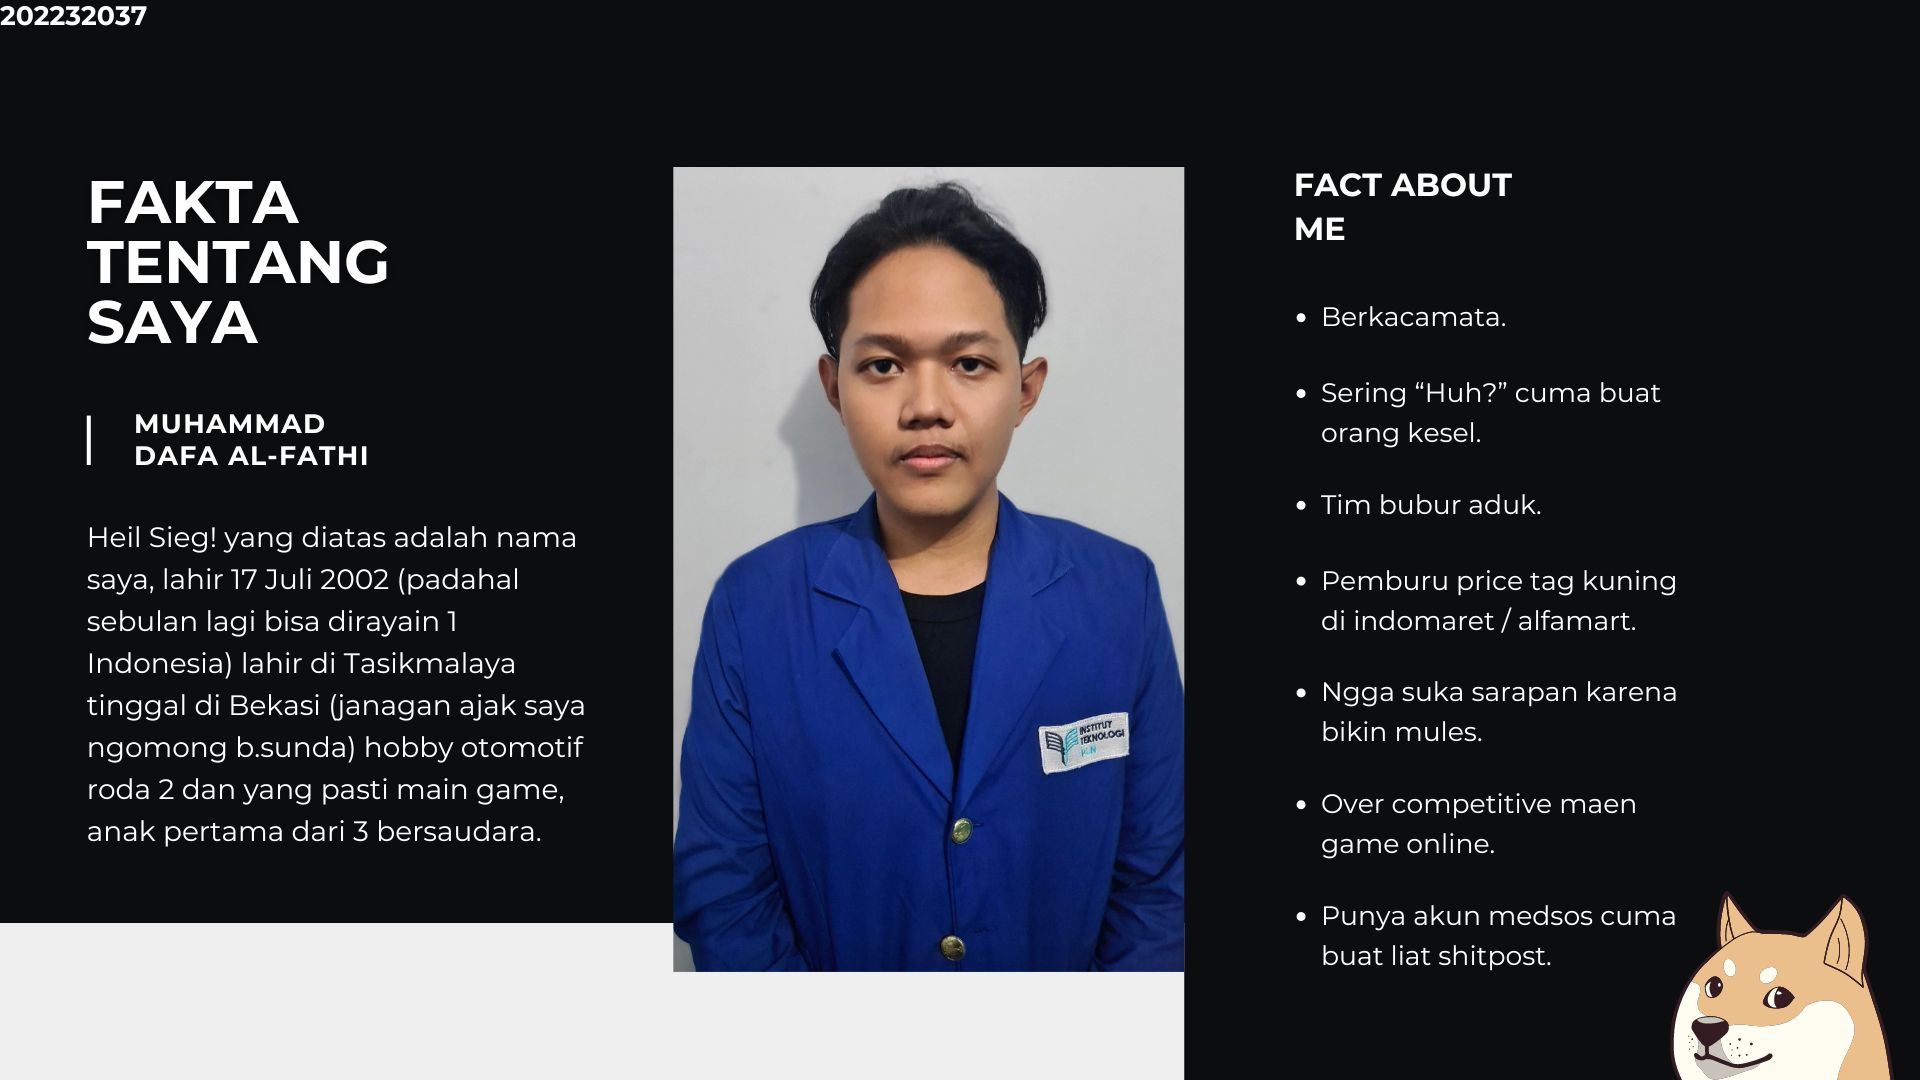 202232037
FAKTA
TENTANG
SAYA
MUHAMMAD
DAFA AL-FATHI
Heil Sieg! yang diatas adalah nama
saya, lahir 17 Juli 2002 (padahal
sebulan lagi bisa dirayain 1
Indonesia) lahir di Tasikmalaya
tinggal di Bekasi (janagan ajak saya
ngomong b.sunda) hobby otomotif
roda 2 dan yang pasti main game,
anak pertama dari 3 bersaudara.
INSTITUT
TEKNOLOGI
PLN
FACT ABOUT
ME
• Berkacamata.
• Sering “Huh?” cuma buat
orang kesel.
• Tim bubur aduk.
• Pemburu price tag kuning
di indomaret / alfamart.
• Ngga suka sarapan karena
bikin mules.
• Over competitive maen
game online.
• Punya akun medsos cuma
buat liat shitpost.